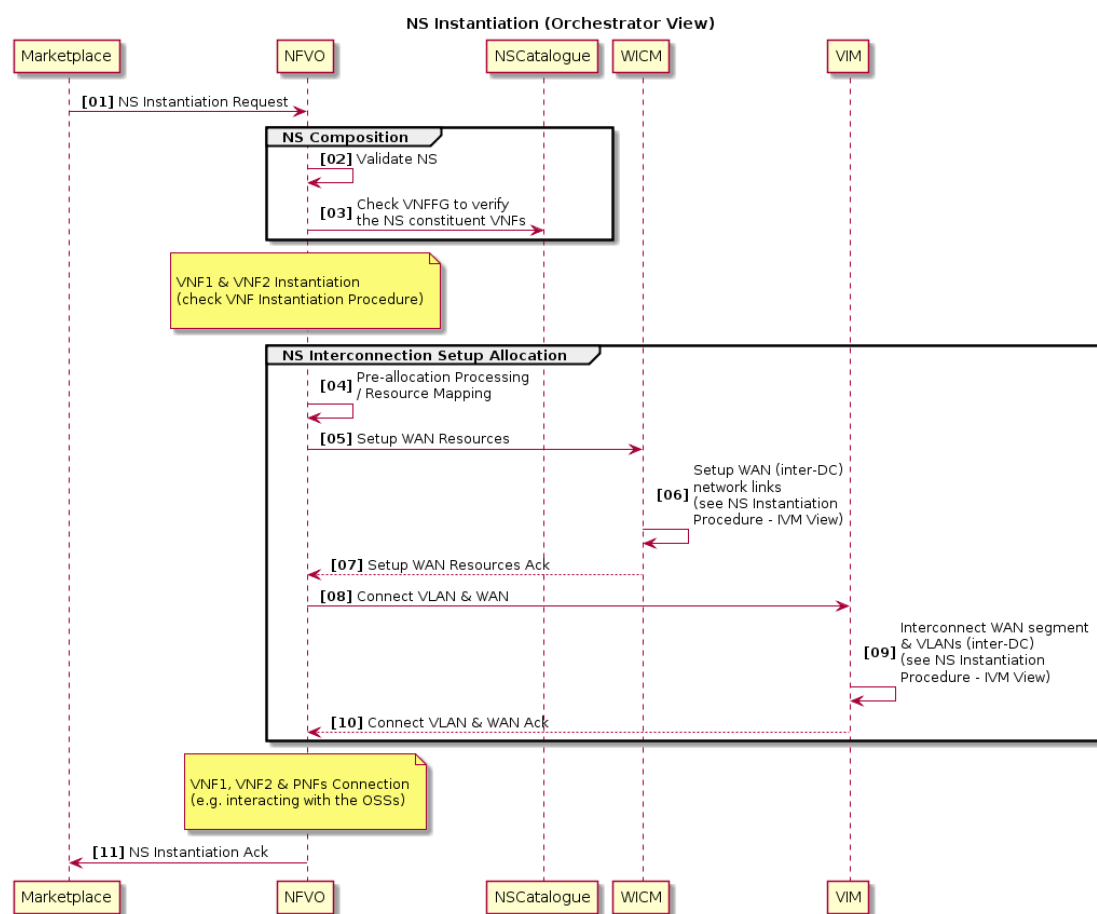 NS Instantiation (Orchestrator View)
Marketplace
NFVO
NSCatalogue
WICM
VIM
[01] NS Instantiation Request
NS Composition
[02] Validate NS
[03] Check VNFFG to verify
the NS constituent VNFs
VNF1 & VNF2 Instantiation
(check VNF Instantiation Procedure)
NS Interconnection Setup Allocation
[04] Pre-allocation Processing
/ Resource Mapping
[05] Setup WAN Resources
[06] Setup WAN (inter-DC)
network links
(see NS Instantiation
Procedure - IVM View)
[07] Setup WAN Resources Ack
[08] Connect VLAN & WAN
[09] Interconnect WAN segment
& VLANs (inter-DC)
(see NS Instantiation
Procedure - IVM View)
[10] Connect VLAN & WAN Ack
VNF1, VNF2 & PNFs Connection
(e.g. interacting with the OSSs)
[11] NS Instantiation Ack
Marketplace
NFVO
NSCatalogue
WICM
VIM